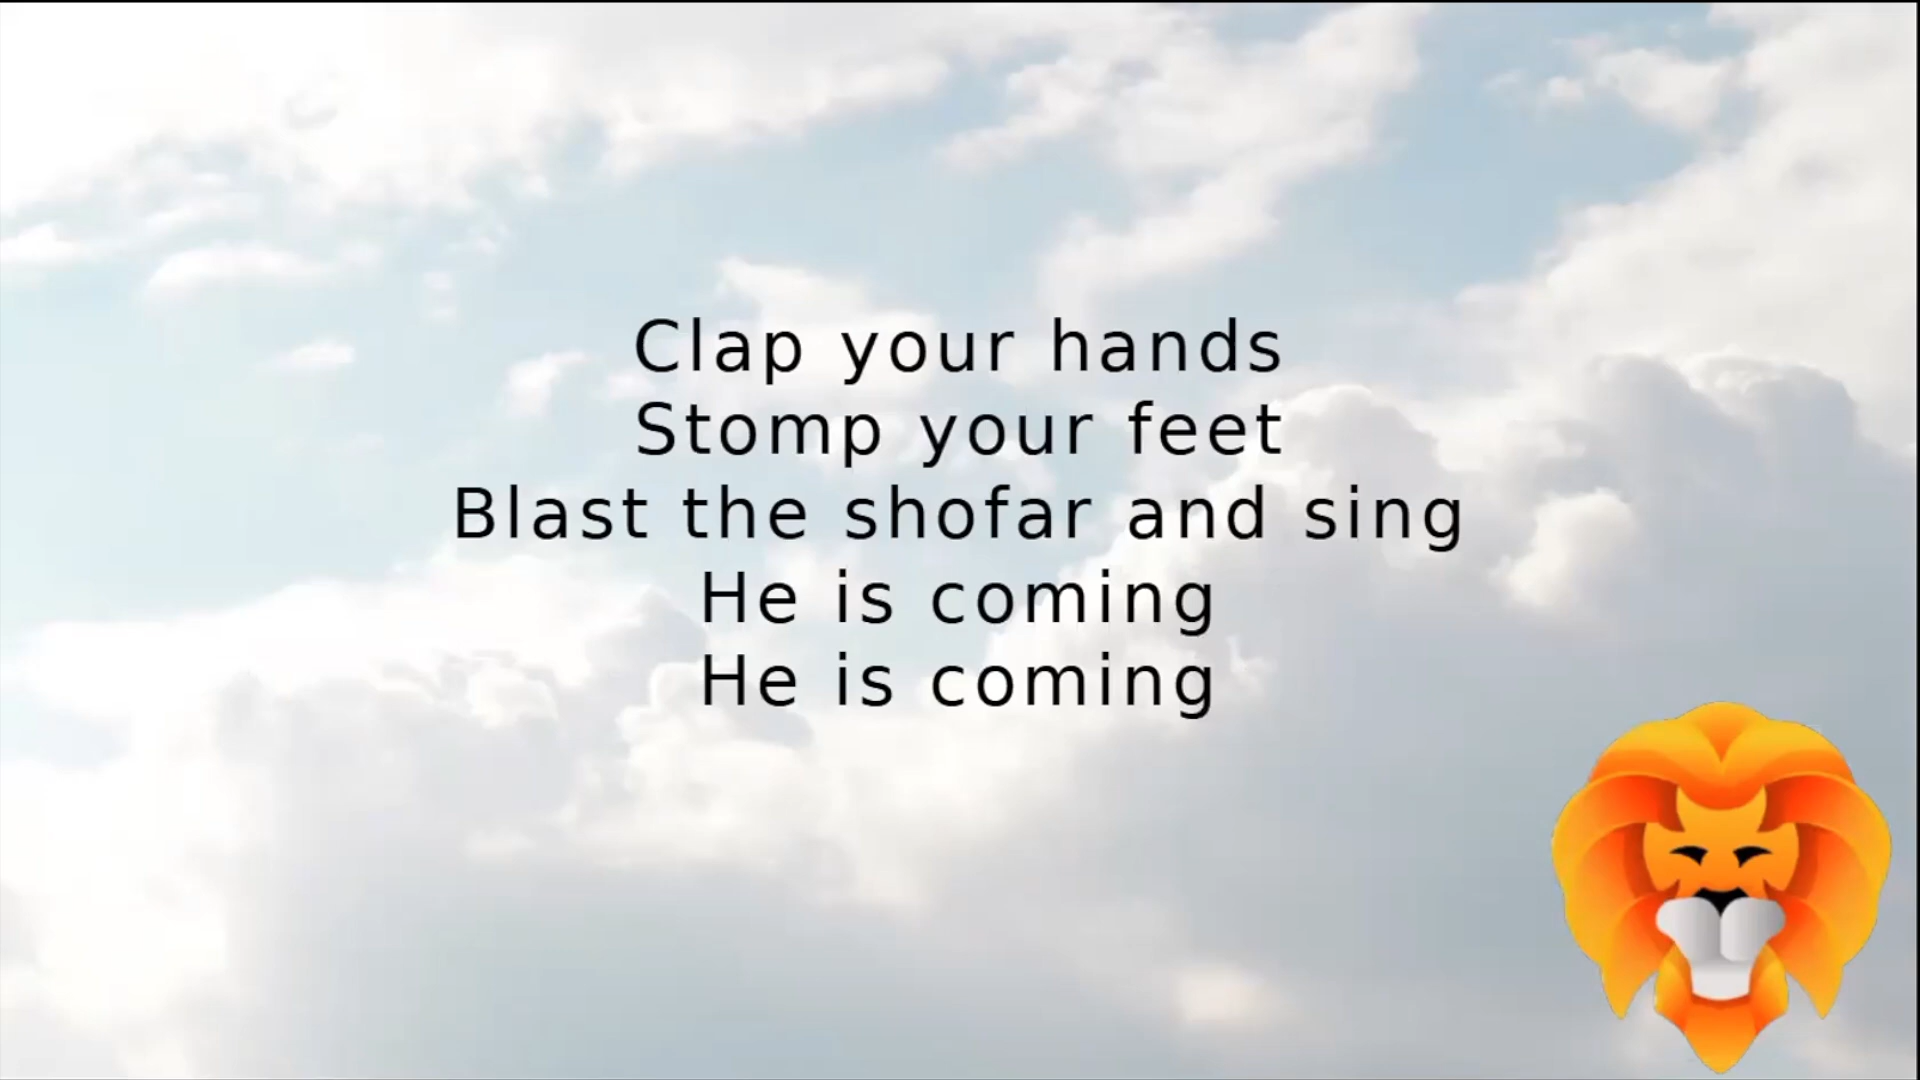 Clap your hands
Stomp your feet
Blast the shofar and sing
He is coming
He is coming